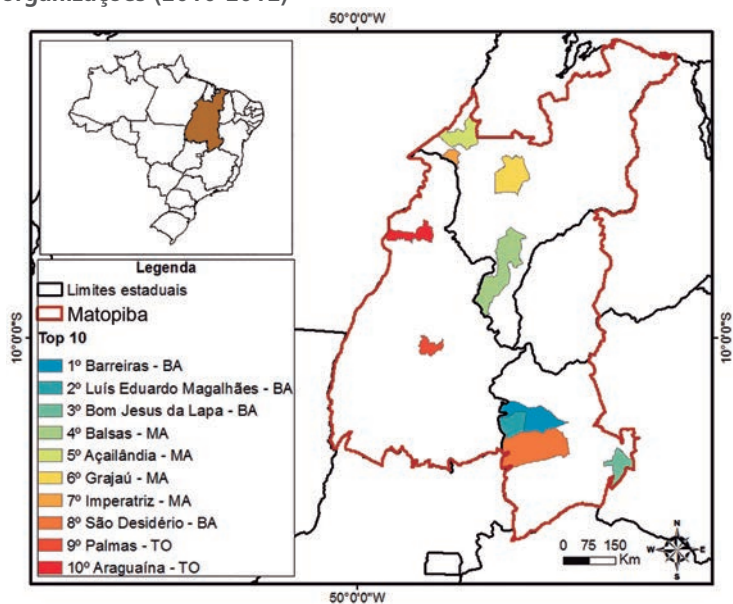 organizações (2010-2012)
50°0'0"W
10°0'0"S
10°0'0"S
Legenda
Limites estaduais
Matopiba
Top 10
1º Barreiras - BA
2º Luís Eduardo Magalhães - BA
3º Bom Jesus da Lapa - BA
4º Balsas - MA
5º Açailândia - MA
6º Grajaú - MA
7º Imperatriz - MA
8º São Desidério - BA
9º Palmas - TO
10º Araguaína - TO
N
W
E
S
0 75 150
Km
50°0'0"W